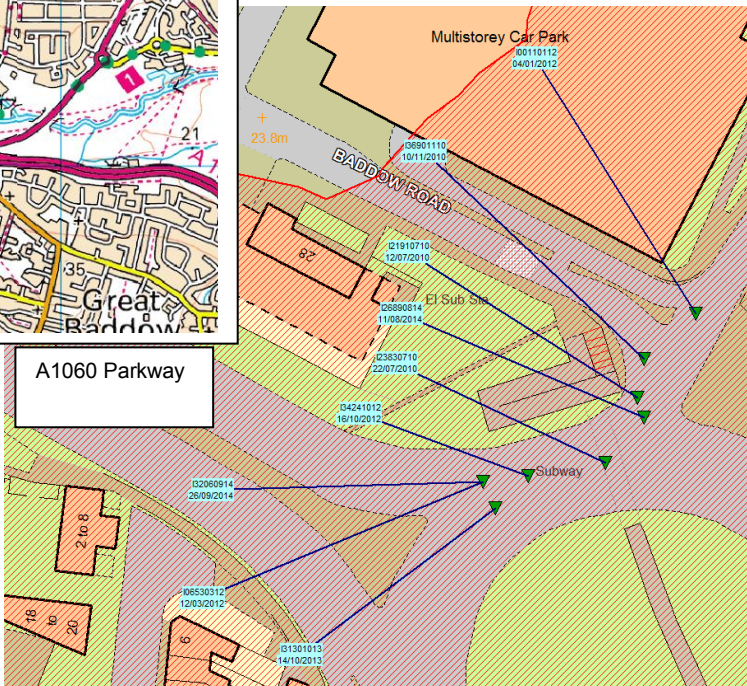 1
21
A1
35
Great
Baddow
A1060 Parkway
Multistorey Car Park
I00110112
04/01/2012
23.8m
I36901110
10/11/2010
BADDOW ROAD
28
I21910710
12/07/2010
El Sub Sta
I26890814
11/08/2014
I23830710
22/07/2010
I34241012
16/10/2012
Subway
I32060914
26/09/2014
2 to 8
I06530312
12/03/2012
18
to
20
6
I31301013
14/10/2013